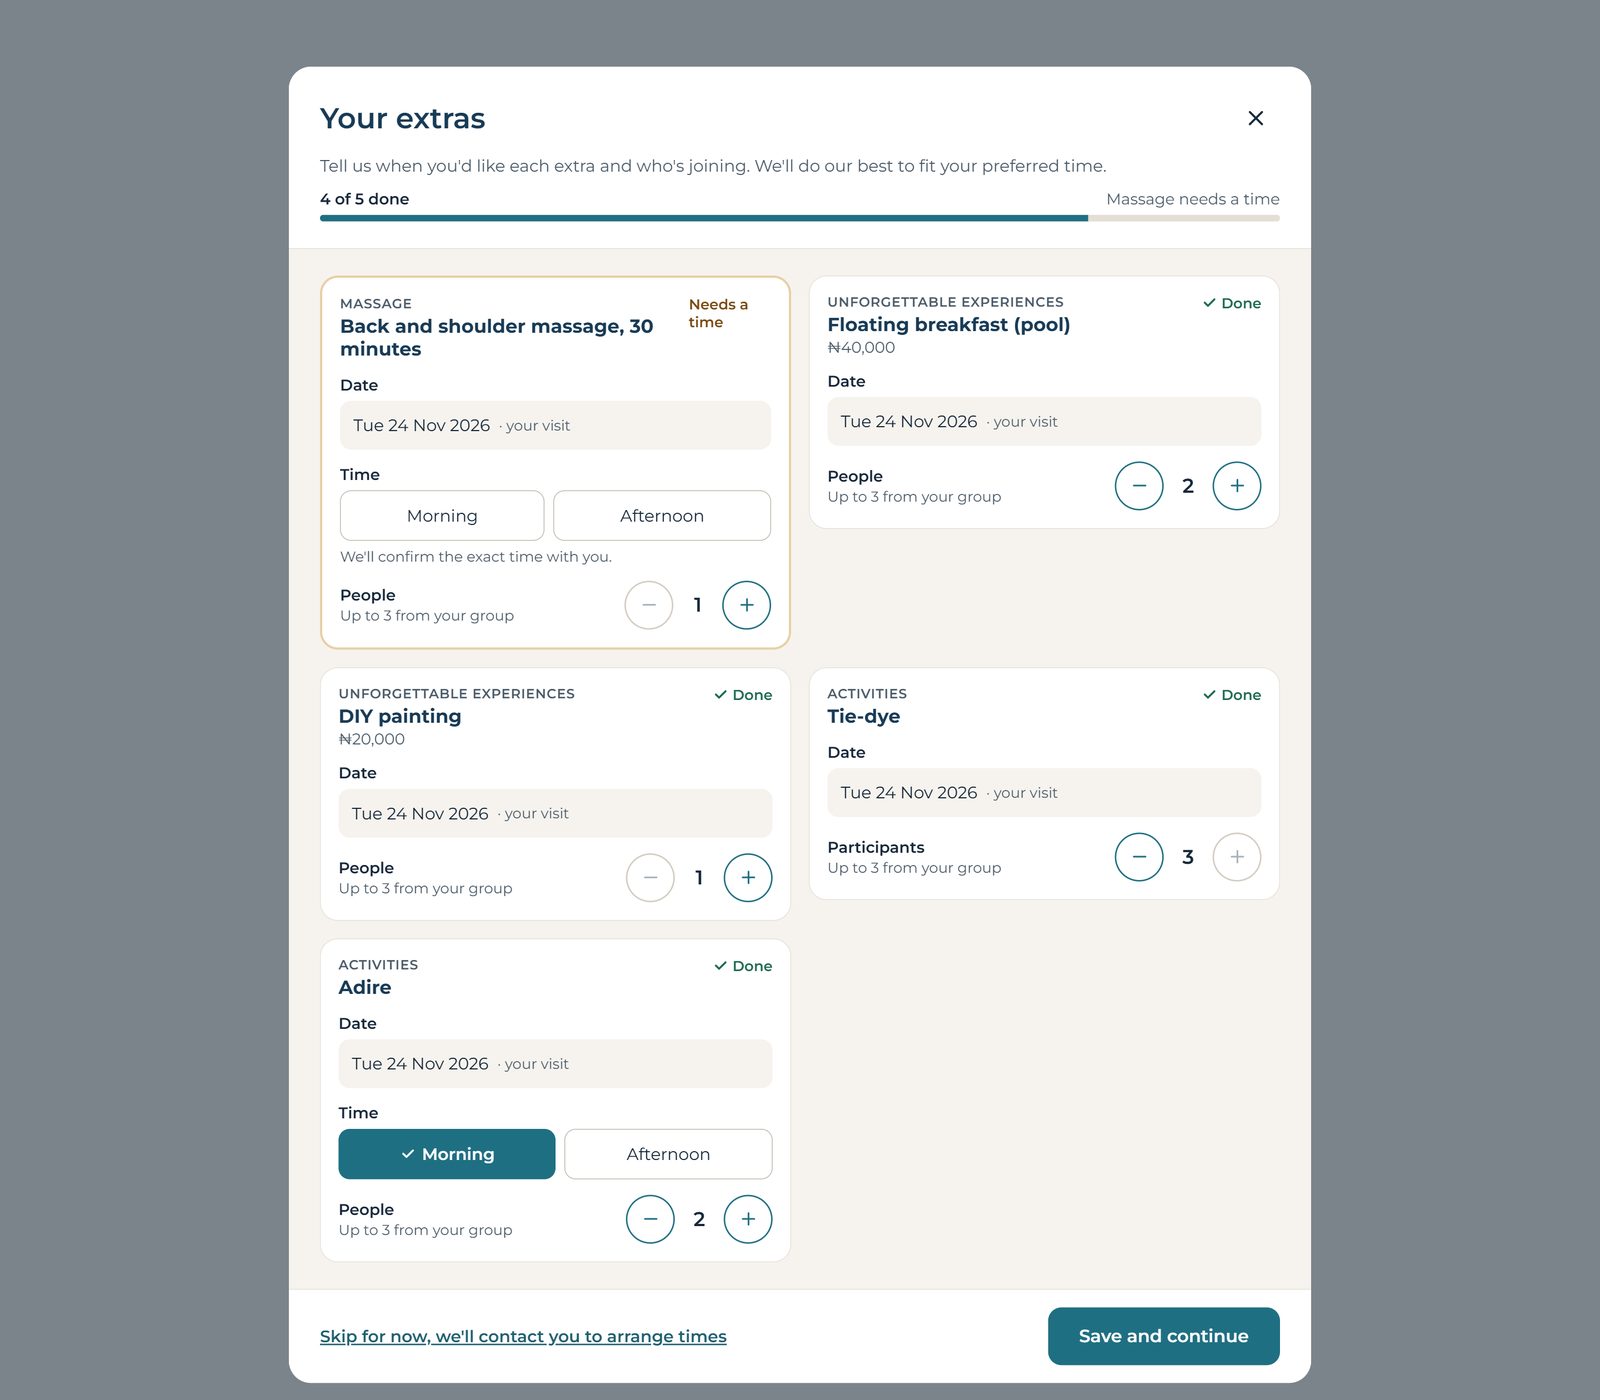 Your extras
Tell us when you'd like each extra and who's joining. We'll do our best to fit your preferred time.
4 of 5 done
Massage needs a time
MASSAGE
Needs a
time
Back and shoulder massage, 30
minutes
Date
Tue 24 Nov 2026 · your visit
Time
Morning
Afternoon
We'll confirm the exact time with you.
People
Up to 3 from your group
− 1 +
UNFORGETTABLE EXPERIENCES
✓ Done
Floating breakfast (pool)
₦40,000
Date
Tue 24 Nov 2026 · your visit
People
Up to 3 from your group
− 2 +
UNFORGETTABLE EXPERIENCES
✓ Done
DIY painting
₦20,000
Date
Tue 24 Nov 2026 · your visit
People
Up to 3 from your group
− 1 +
ACTIVITIES
✓ Done
Tie-dye
Date
Tue 24 Nov 2026 · your visit
Participants
Up to 3 from your group
− 3 +
ACTIVITIES
✓ Done
Adire
Date
Tue 24 Nov 2026 · your visit
Time
✓ Morning
Afternoon
People
Up to 3 from your group
− 2 +
Skip for now, we'll contact you to arrange times
Save and continue